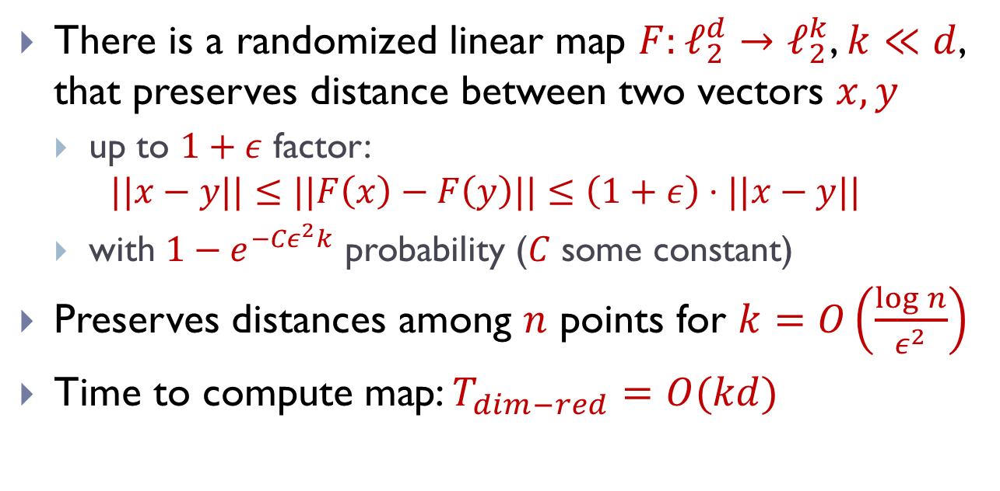 There is a randomized linear map $F: \ell_2^d \to \ell_2^k, k \ll d$,
that preserves distance between two vectors $x, y$
up to $1 + \epsilon$ factor:
$||x - y|| \leq ||F(x) - F(y)|| \leq (1 + \epsilon) \cdot ||x - y||$
with $1 - e^{-C\epsilon^2 k}$ probability ($C$ some constant)
Preserves distances among $n$ points for $k = O\left(\frac{\log n}{\epsilon^2}\right)$
Time to compute map: $T_{dim-red} = O(kd)$